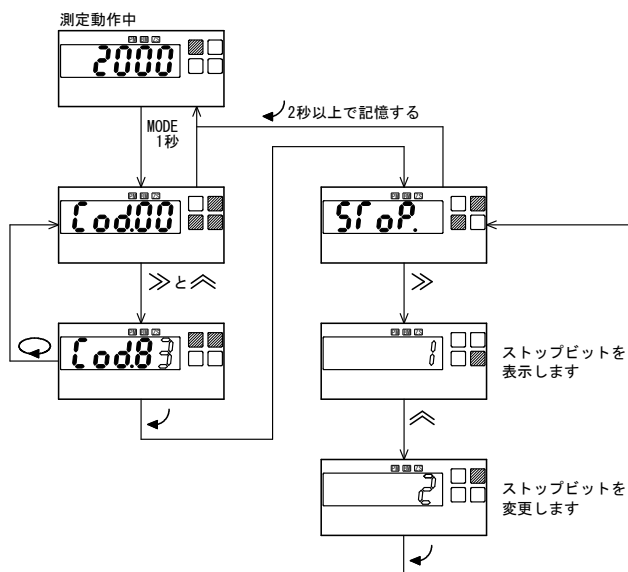 測定動作中
2000
MODE
1秒
2秒以上で記憶する
Cod.00
SToP.
≫と︽
≫
Cod.83
1
ストップビットを
表示します
︽
2
ストップビットを
変更します